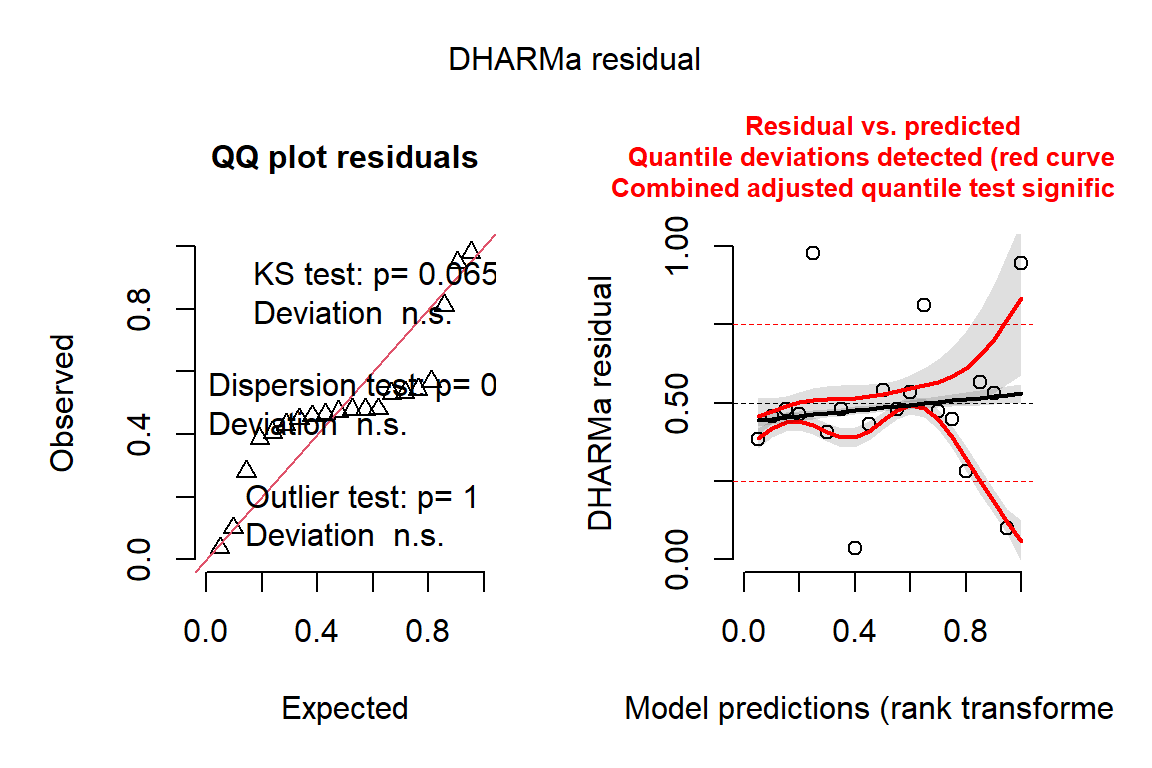 DHARMa residual
QQ plot residuals
KS test: p= 0.065
Deviation  n.s.
Dispersion test: p= 0
Deviation  n.s.
Outlier test: p= 1
Deviation  n.s.
Observed
0.0
0.4
0.8
0.0
0.4
0.8
Expected
Residual vs. predicted
Quantile deviations detected (red curve
Combined adjusted quantile test signific
DHARMa residual
0.00
0.50
1.00
0.0
0.4
0.8
Model predictions (rank transforme